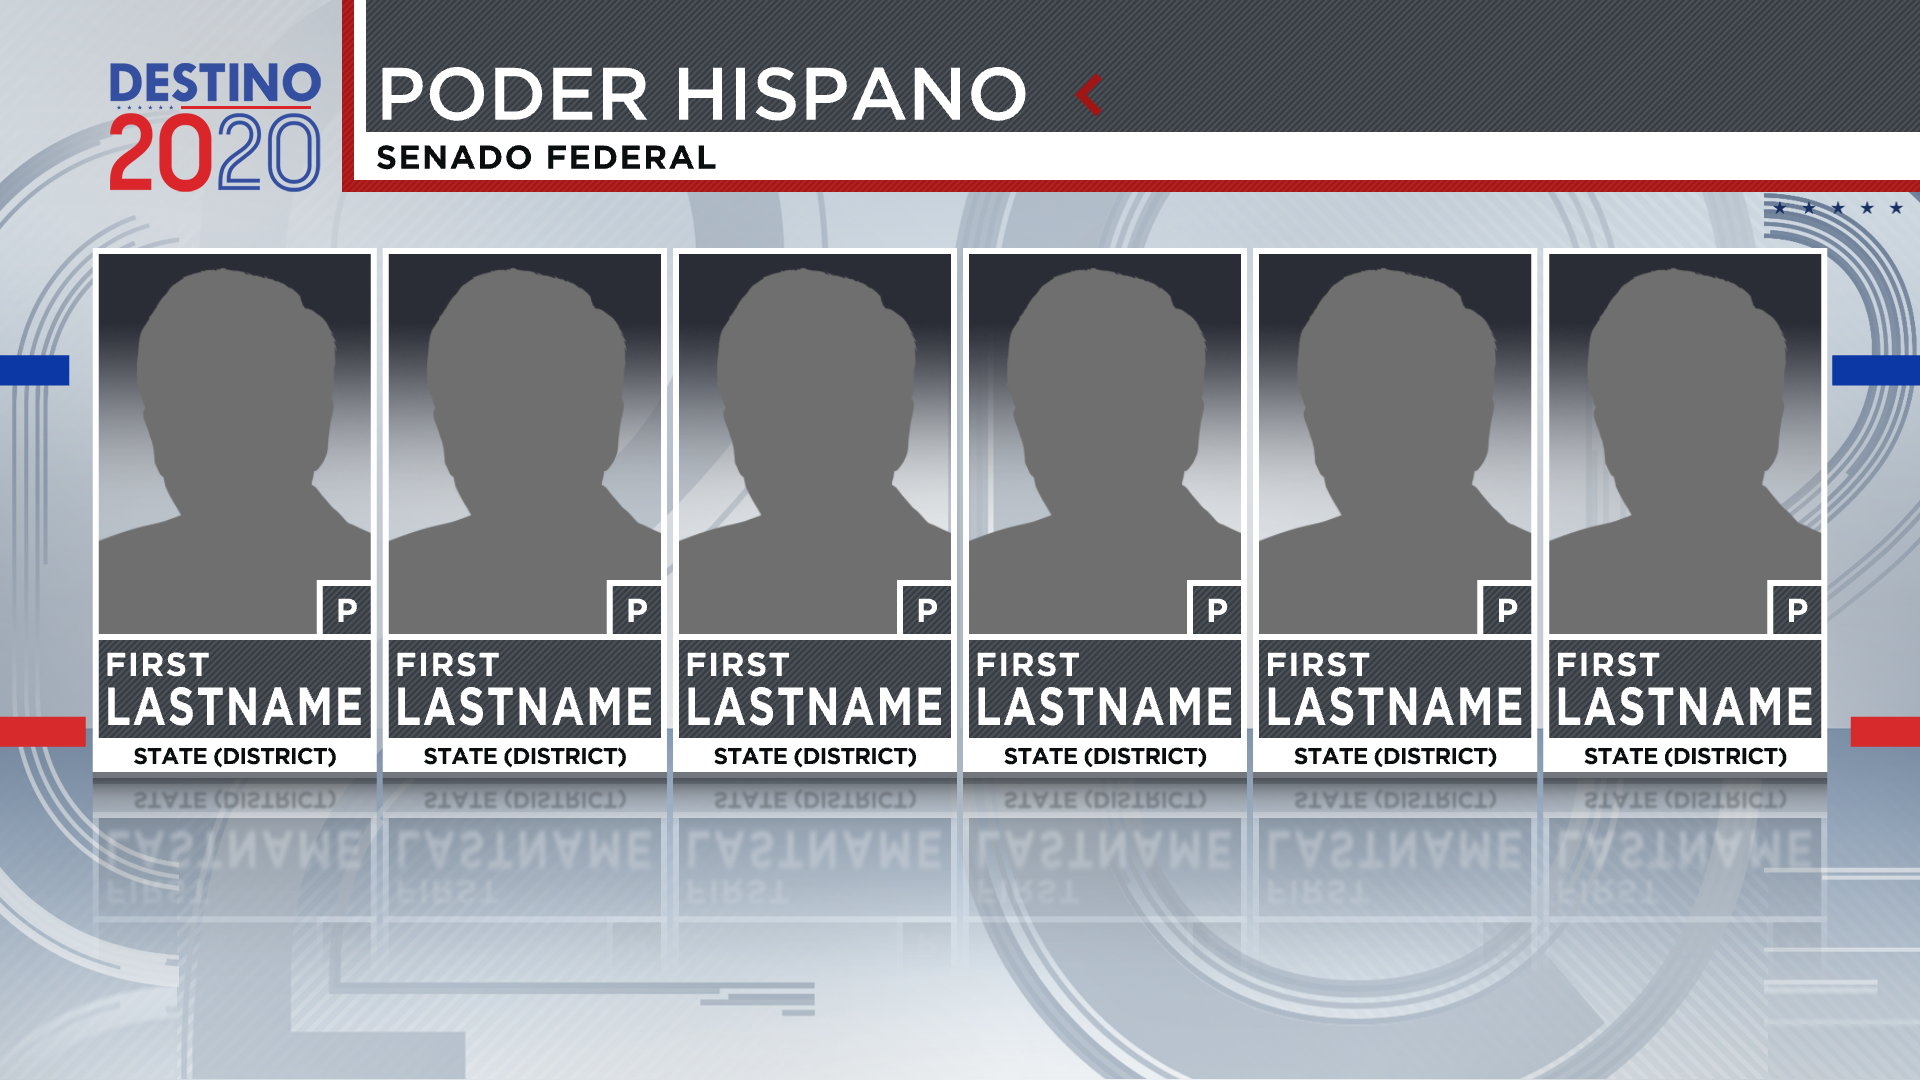 DESTINO
2020
PODER HISPANO
SENADO FEDERAL
P
FIRST
LASTNAME
STATE (DISTRICT)
P
FIRST
LASTNAME
STATE (DISTRICT)
P
FIRST
LASTNAME
STATE (DISTRICT)
P
FIRST
LASTNAME
STATE (DISTRICT)
P
FIRST
LASTNAME
STATE (DISTRICT)
P
FIRST
LASTNAME
STATE (DISTRICT)